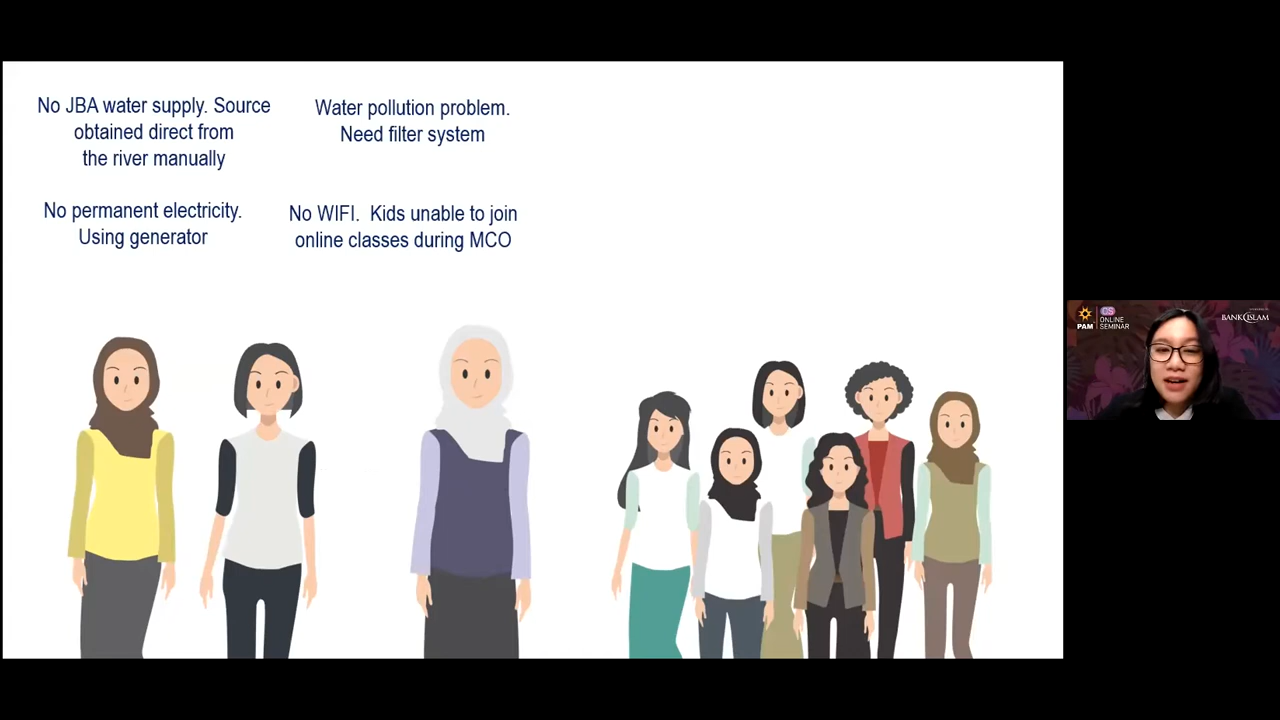 No JBA water supply. Source
obtained direct from
the river manually
Water pollution problem.
Need filter system
No permanent electricity.
Using generator
No WIFI.  Kids unable to join
online classes during MCO
PAM
CS
ONLINE
SEMINAR
BANK ISLAM